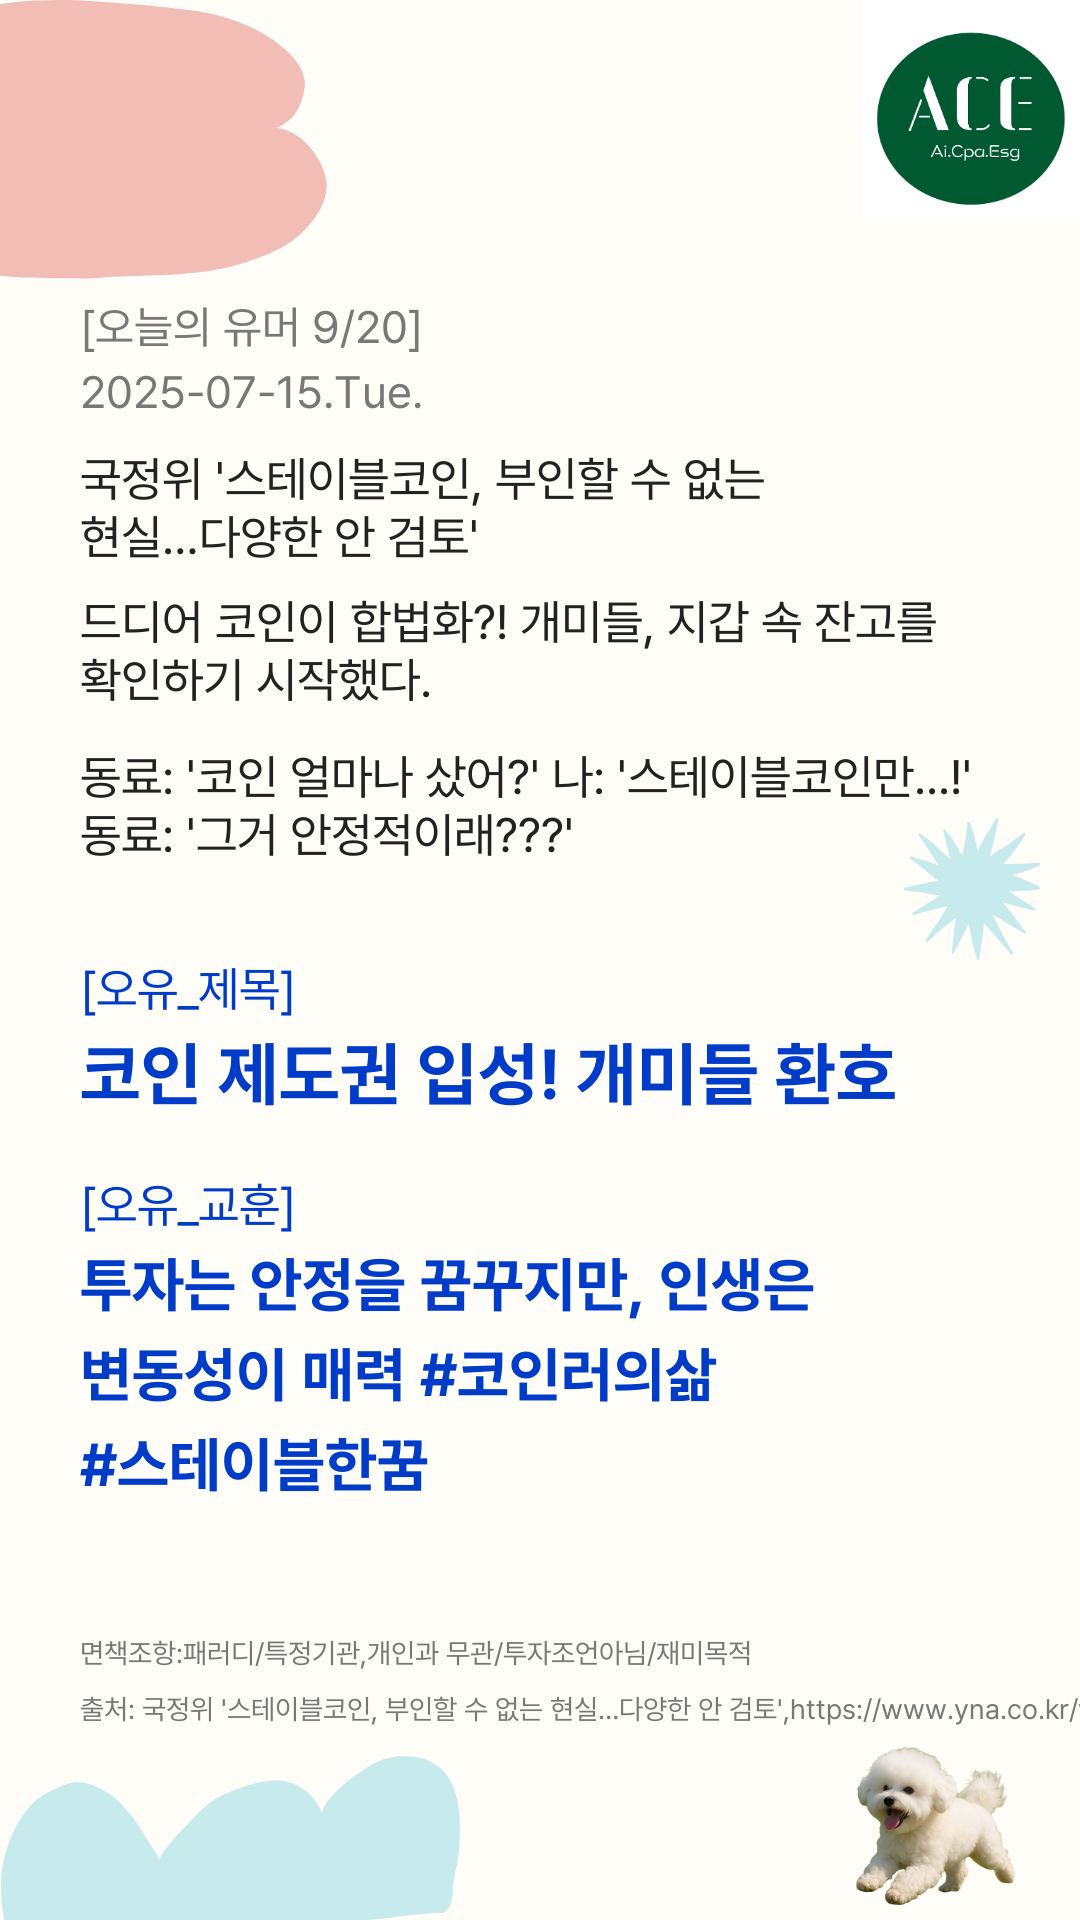 ACE
Ai.Cpa.Esg
[오늘의 유머 9/20]
2025-07-15.Tue.
국정위 '스테이블코인, 부인할 수 없는
현실...다양한 안 검토'
드디어 코인이 합법화?! 개미들, 지갑 속 잔고를
확인하기 시작했다.
동료: '코인 얼마나 샀어?' 나: '스테이블코인만...!'
동료: '그거 안정적이래???'
[오유_제목]
코인 제도권 입성! 개미들 환호
[오유_교훈]
투자는 안정을 꿈꾸지만, 인생은
변동성이 매력 #코인러의삶
#스테이블한꿈
면책조항:패러디/특정기관,개인과 무관/투자조언아님/재미목적
출처: 국정위 '스테이블코인, 부인할 수 없는 현실...다양한 안 검토',https://www.yna.co.kr/